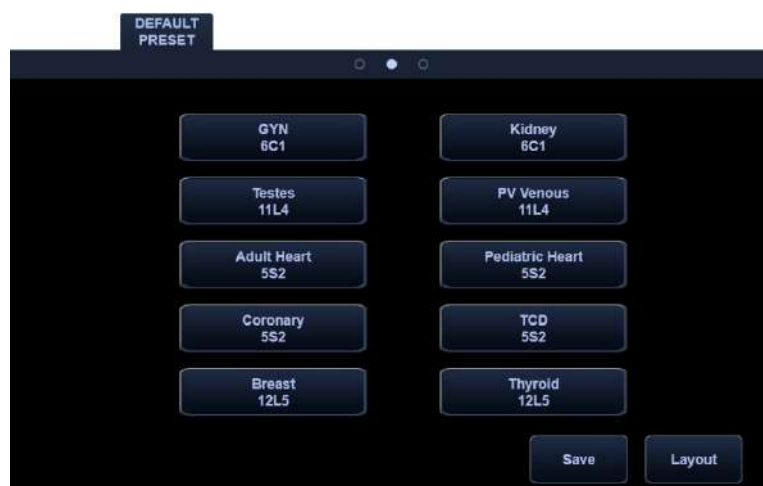 DEFAULT
PRESET
GYN
6C1
Kidney
6C1
Testes
11L4
PV Venous
11L4
Adult Heart
5S2
Pediatric Heart
5S2
Coronary
5S2
TCD
5S2
Breast
12L5
Thyroid
12L5
Save
Layout